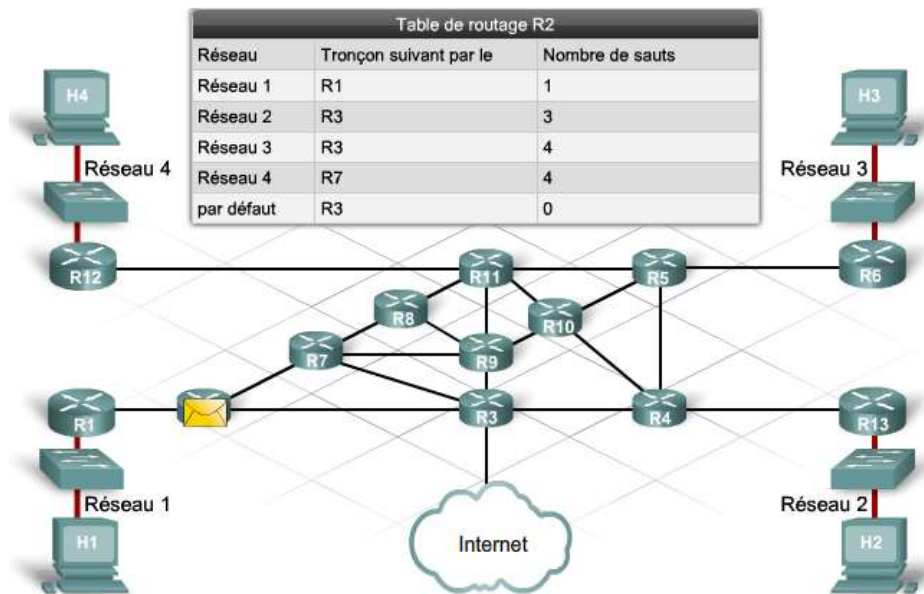 Table de routage R2
Réseau Tronçon suivant par le Nombre de sauts
Réseau 1 R1 1
Réseau 2 R3 3
Réseau 3 R3 4
Réseau 4 R7 4
par défaut R3 0
H4
H3
Réseau 4
Réseau 3
R12
R11
R5
R6
R8
R10
R7
R9
R1
R3
R4
R13
Réseau 1
Réseau 2
H1
Internet
H2